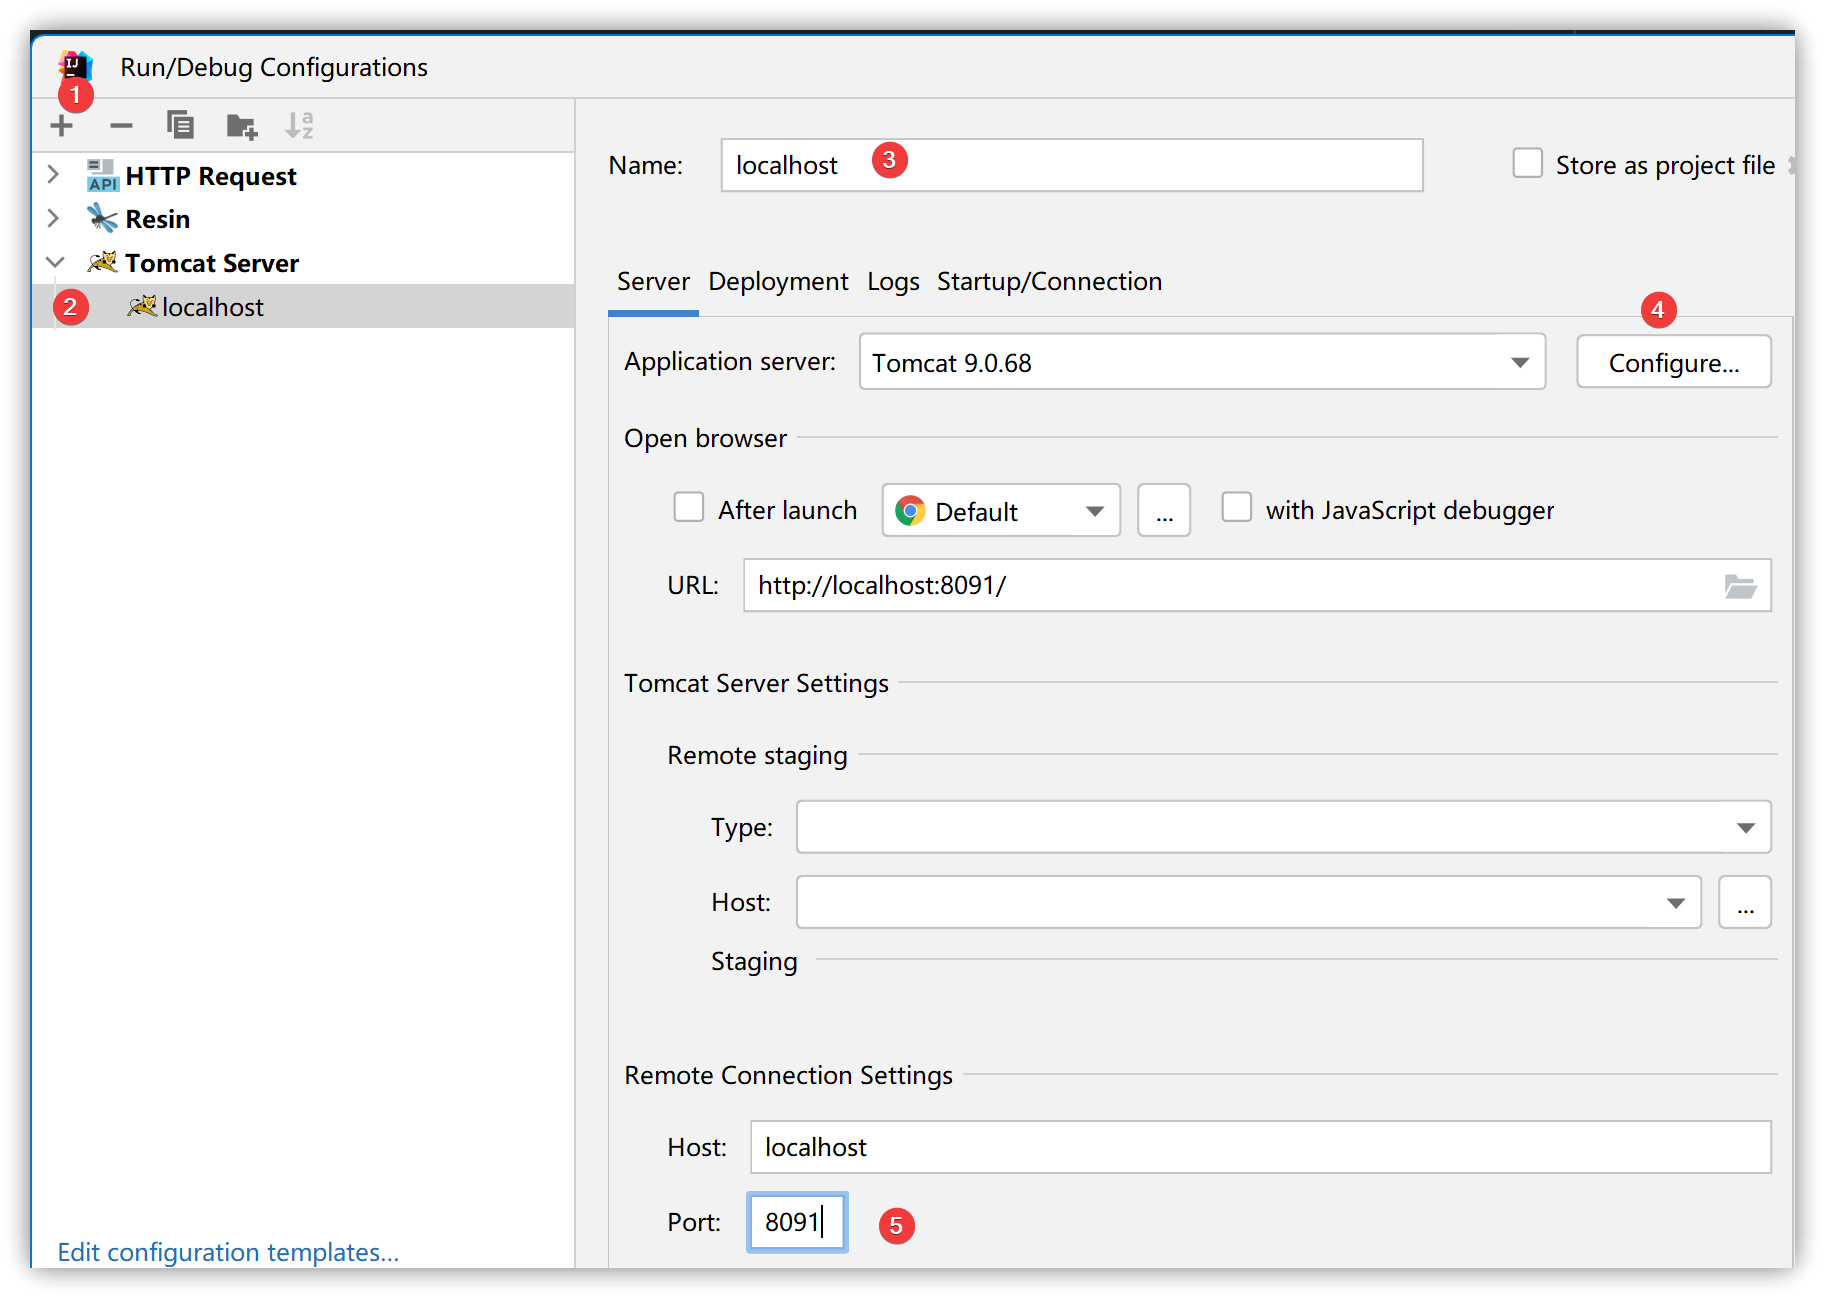 IJ
Run/Debug Configurations
1
a
z
API
HTTP Request
Resin
Tomcat Server
2
localhost
Edit configuration templates...
Name:
localhost
3
Store as project file
Server Deployment Logs Startup/Connection
4
Application server:
Tomcat 9.0.68
Configure...
Open browser
After launch
Default
...
with JavaScript debugger
URL:
http://localhost:8091/
Tomcat Server Settings
Remote staging
Type:
Host:
...
Staging
Remote Connection Settings
Host:
localhost
Port:
8091
5